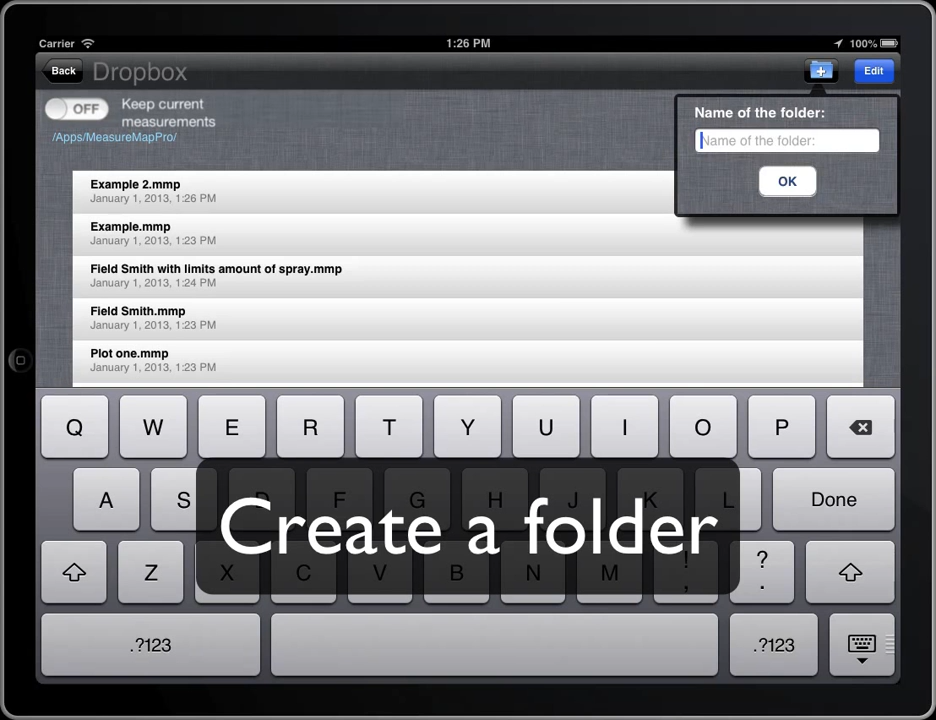 Carrier 1:26 PM 100%
Back Dropbox Edit
OFF Keep current
measurements
/Apps/MeasureMapPro/
Name of the folder:
Name of the folder:
OK
Example 2.mmp
January 1, 2013, 1:26 PM
Example.mmp
January 1, 2013, 1:23 PM
Field Smith with limits amount of spray.mmp
January 1, 2013, 1:24 PM
Field Smith.mmp
January 1, 2013, 1:23 PM
Plot one.mmp
January 1, 2013, 1:23 PM
Q W E R T Y U I O P
A S D F G H J K L Done
Create a folder
Z X C V B N M ! , ? .
.?123 .?123